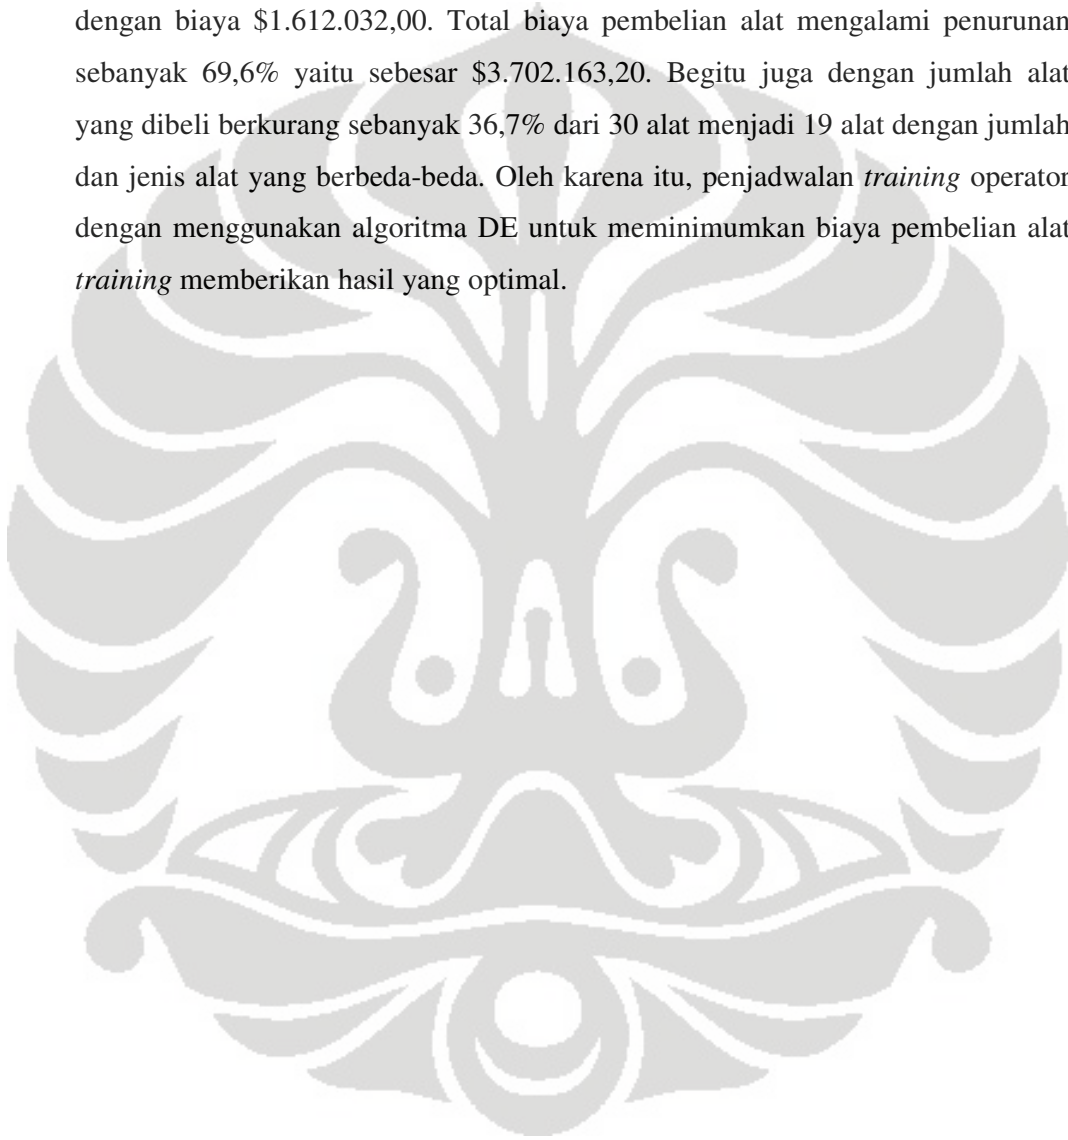 dengan biaya $1.612.032,00. Total biaya pembelian alat mengalami penurunan
sebanyak 69,6% yaitu sebesar $3.702.163,20. Begitu juga dengan jumlah alat
yang dibeli berkurang sebanyak 36,7% dari 30 alat menjadi 19 alat dengan jumlah
dan jenis alat yang berbeda-beda. Oleh karena itu, penjadwalan training operator
dengan menggunakan algoritma DE untuk meminimumkan biaya pembelian alat
training memberikan hasil yang optimal.